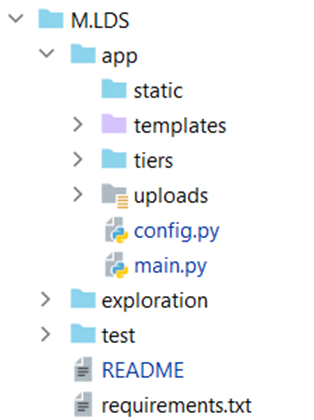 M.LDS
app
static
templates
tiers
uploads
config.py
main.py
exploration
test
README
requirements.txt